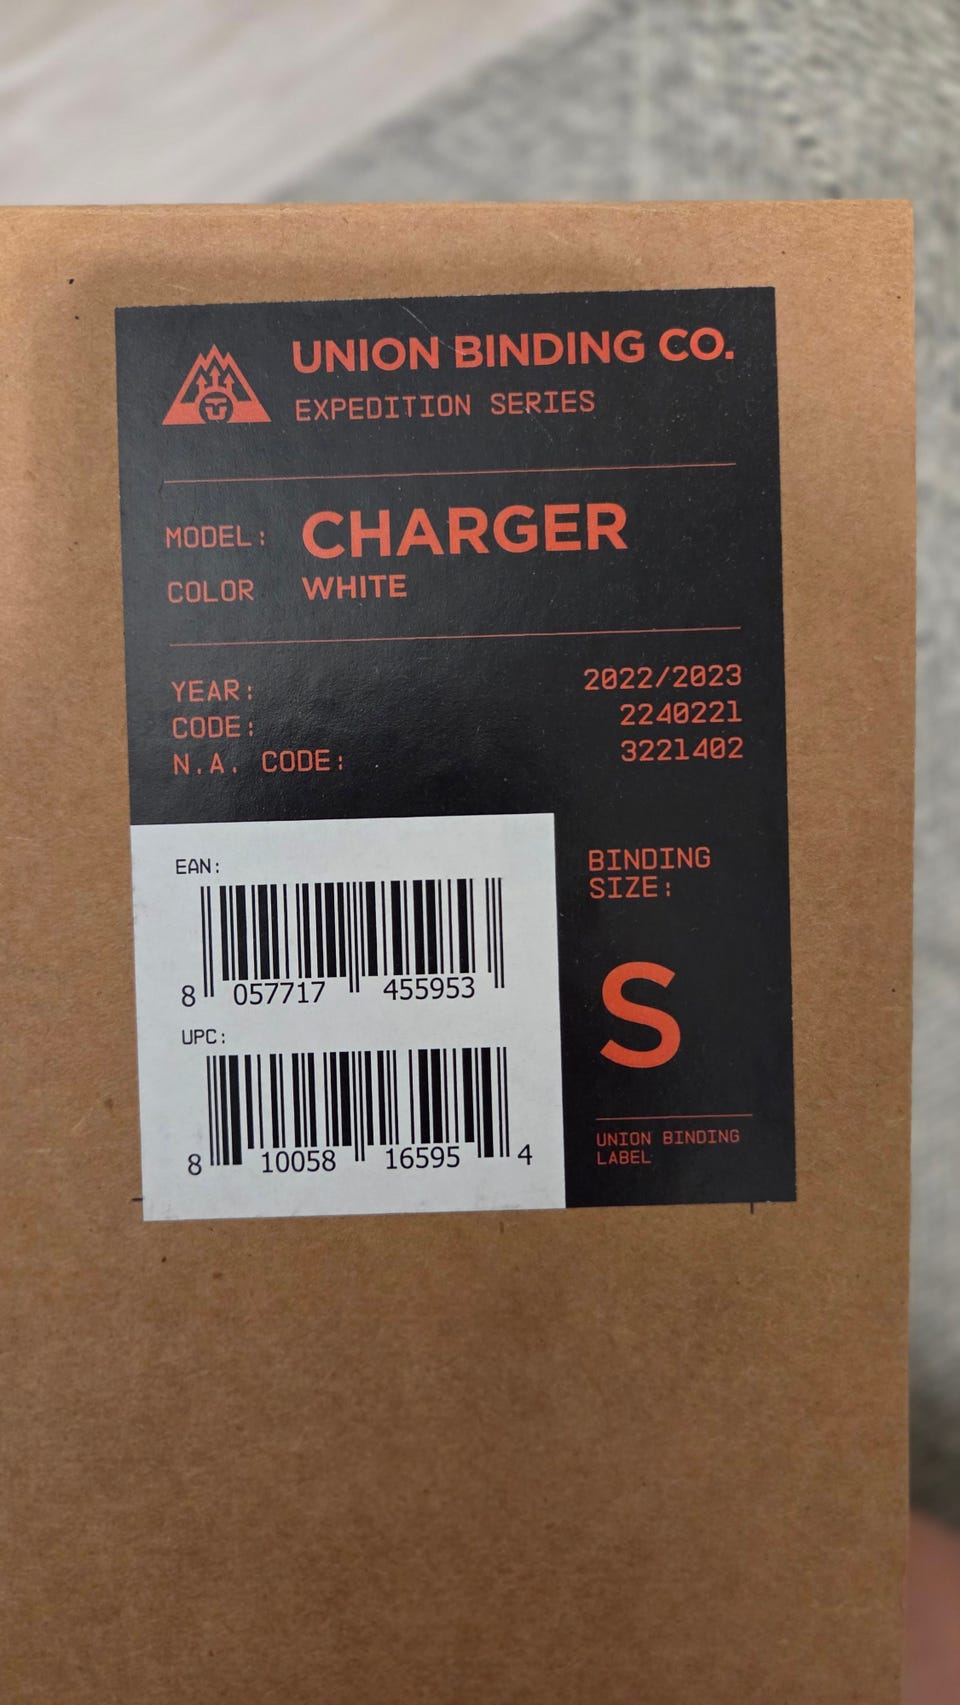 UNION BINDING CO.
EXPEDITION SERIES
MODEL: CHARGER
COLOR WHITE
YEAR: 2022/2023
CODE: 2240221
N.A. CODE: 3221402
EAN:
8 057717 455953
UPC:
8 10058 16595 4
BINDING
SIZE:
S
UNION BINDING
LABEL